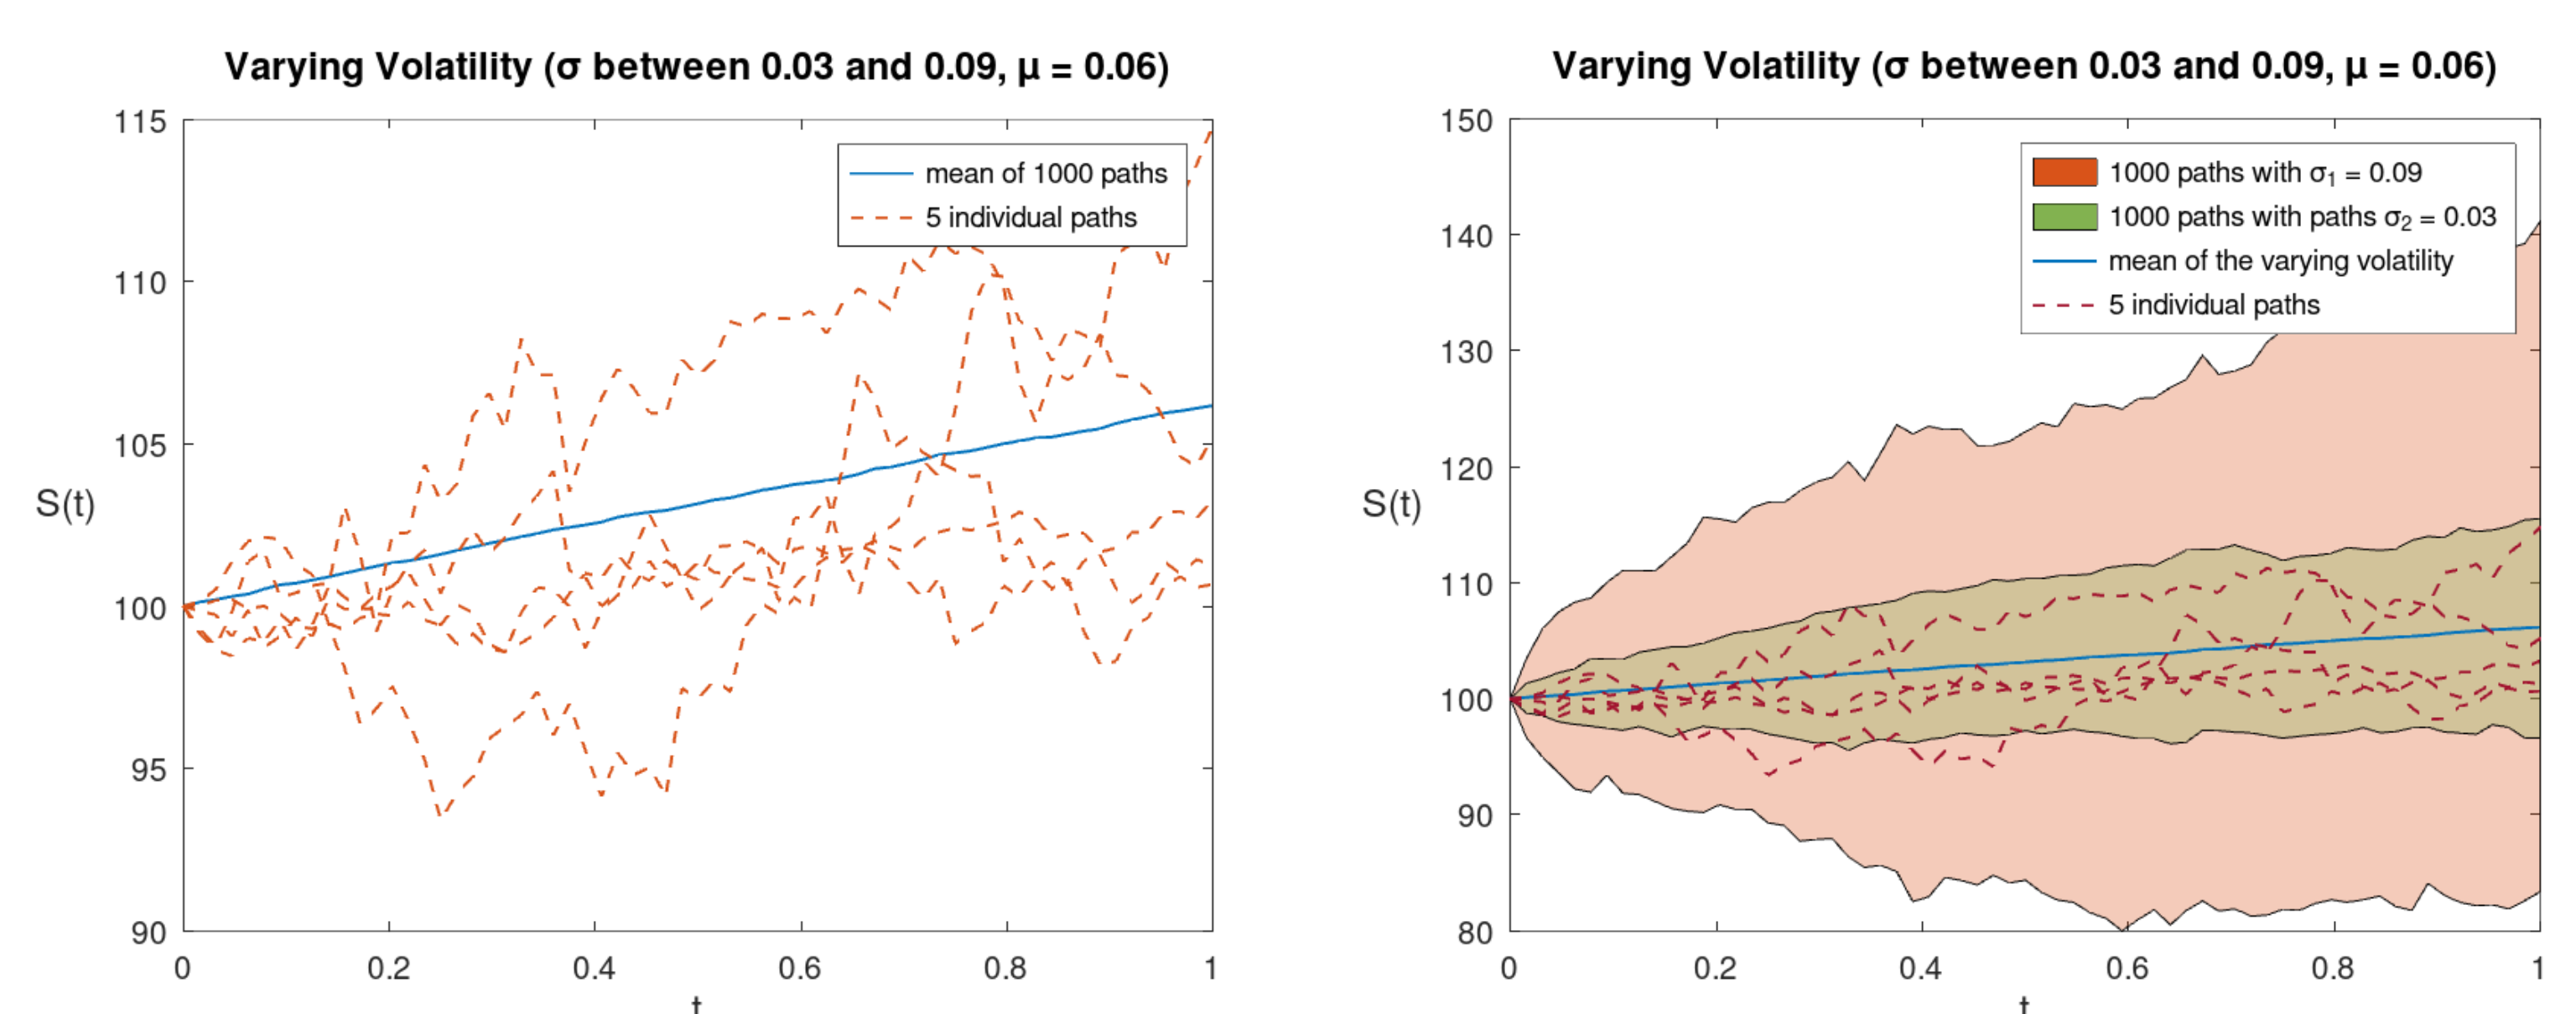 Varying Volatility (σ between 0.03 and 0.09, μ = 0.06)
115
110
105
100
95
90
S(t)
mean of 1000 paths
5 individual paths
0
0.2
0.4
0.6
0.8
1
t
Varying Volatility (σ between 0.03 and 0.09, μ = 0.06)
150
140
130
120
110
100
90
80
S(t)
1000 paths with σ₁ = 0.09
1000 paths with paths σ₂ = 0.03
mean of the varying volatility
5 individual paths
0
0.2
0.4
0.6
0.8
1
t